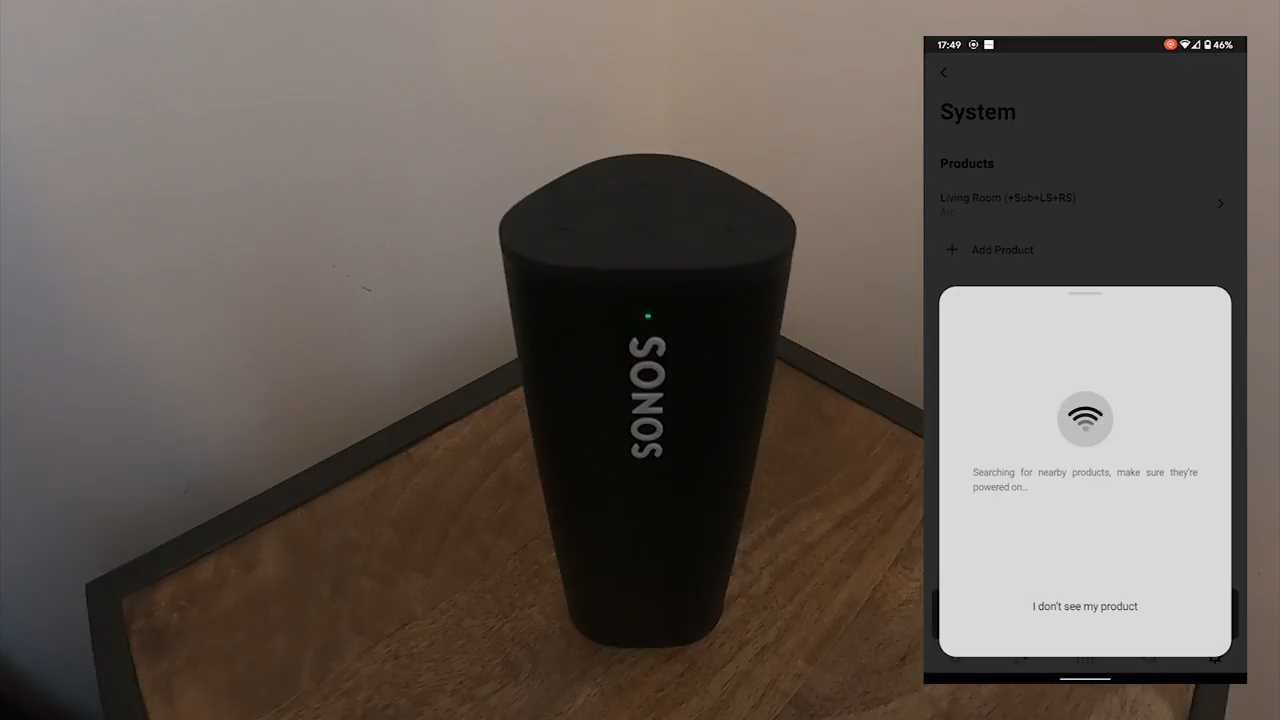 SONOS
17:49
46%
System
Products
Living Room (+Sub+LS+RS)
Arc
Add Product
Searching for nearby products, make sure they're
powered on...
I don't see my product